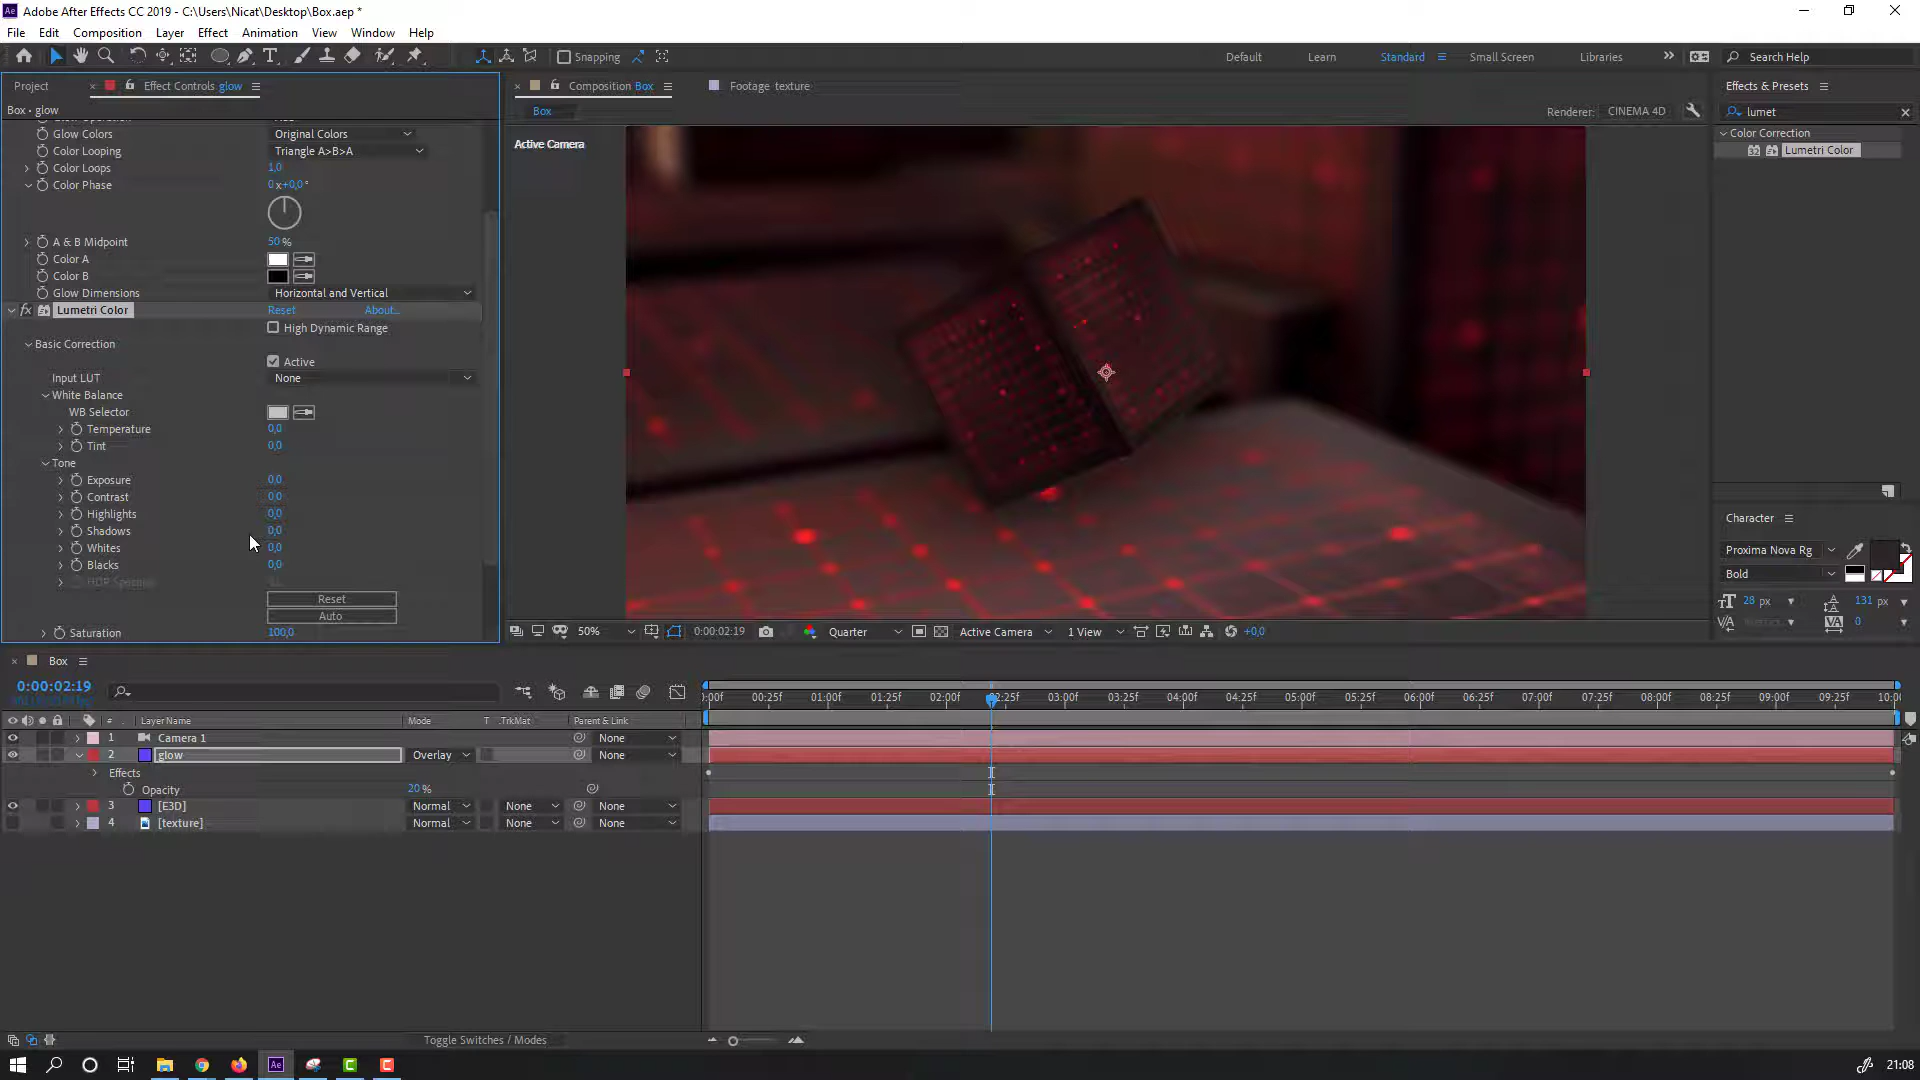 Adobe After Effects CC 2019 - C:\Users\Nicat\Desktop\Box.aep *
File Edit Composition Layer Effect Animation View Window Help
Snapping Default Learn Standard Small Screen Libraries Search Help
Project Effect Controls glow Composition Box Footage texture Effects & Presets
Box • glow Box Renderer: CINEMA 4D lumet
Glow Colors Original Colors Color Correction
Color Looping Triangle A>B>A Active Camera Lumetri Color
Color Loops 1,0
Color Phase 0x+0,0°
A & B Midpoint 50 %
Color A
Color B
Glow Dimensions Horizontal and Vertical
fx Lumetri Color Reset About...
High Dynamic Range
Basic Correction
Active
Input LUT None
White Balance
WB Selector
Temperature 0,0
Tint 0,0
Tone
Exposure 0,0
Contrast 0,0
Highlights 0,0
Shadows 0,0
Whites 0,0
Blacks 0,0
Reset
Auto
Saturation 100,0
Character
Proxima Nova Rg
Bold
28 px 131 px
0
50% 0:00:02:19 Quarter Active Camera 1 View +0,0
Box
0:00:02:19
:00f 00:25f 01:00f 01:25f 02:00f 02:25f 03:00f 03:25f 04:00f 04:25f 05:00f 05:25f 06:00f 06:25f 07:00f 07:25f 08:00f 08:25f 09:00f 09:25f 10:00
# Layer Name Mode T .TrkMat Parent & Link
1 Camera 1 None
2 glow Overlay None
Effects
Opacity 20 %
3 [E3D] Normal None None
4 [texture] Normal None None
Toggle Switches / Modes
Ae 21:08